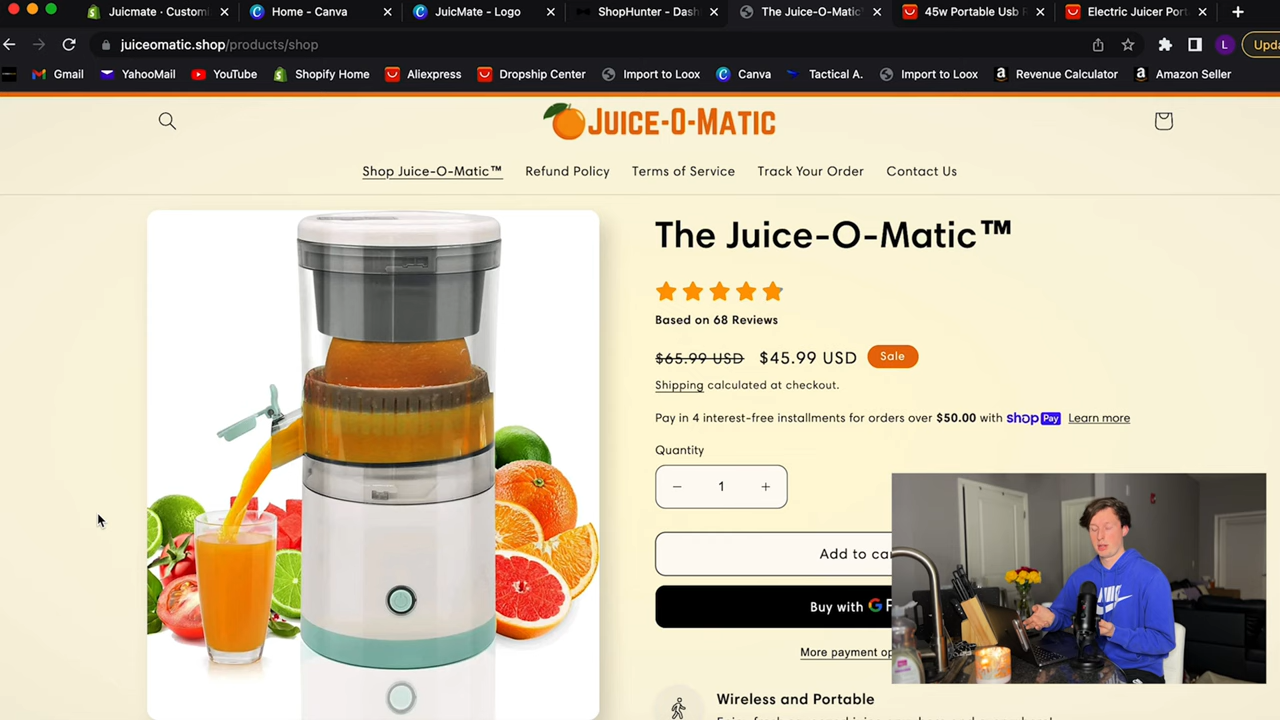 Juicmate · Custom
Home - Canva
JuicMate - Logo
ShopHunter - Dash
The Juice-O-Matic
45w Portable Usb
Electric Juicer Port
juiceomatic.shop/products/shop
L
Upda
Gmail
YahooMail
YouTube
Shopify Home
Aliexpress
Dropship Center
Import to Loox
Canva
Tactical A.
Import to Loox
Revenue Calculator
Amazon Seller
JUICE-O-MATIC
Shop Juice-O-Matic™
Refund Policy
Terms of Service
Track Your Order
Contact Us
The Juice-O-Matic™
Based on 68 Reviews
$65.99 USD $45.99 USD Sale
Shipping calculated at checkout.
Pay in 4 interest-free installments for orders over $50.00 with shop Pay Learn more
Quantity
− 1 +
Add to ca
Buy with G
More payment op
Wireless and Portable